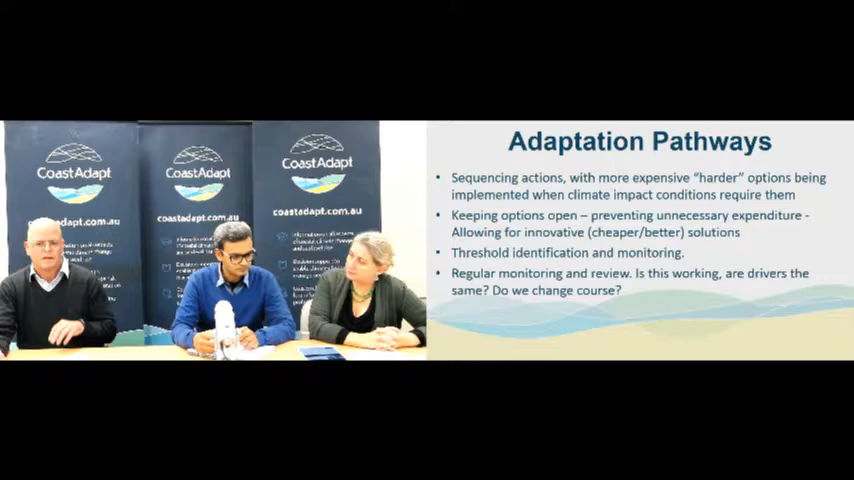 CoastAdapt
coastadapt.com.au
CoastAdapt
coastadapt.com.au
CoastAdapt
coastadapt.com.au
Adaptation Pathways
• Sequencing actions, with more expensive “harder” options being
implemented when climate impact conditions require them
• Keeping options open – preventing unnecessary expenditure -
Allowing for innovative (cheaper/better) solutions
• Threshold identification and monitoring.
• Regular monitoring and review. Is this working, are drivers the
same? Do we change course?